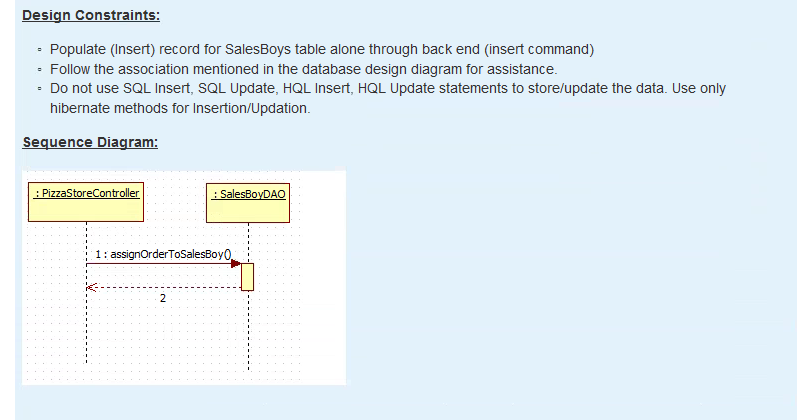 Design Constraints:
Populate (Insert) record for SalesBoys table alone through back end (insert command)
Follow the association mentioned in the database design diagram for assistance.
Do not use SQL Insert, SQL Update, HQL Insert, HQL Update statements to store/update the data. Use only
hibernate methods for Insertion/Updation.
Sequence Diagram:
: PizzaStoreController
: SalesBoyDAO
1 : assignOrderToSalesBoy()
2